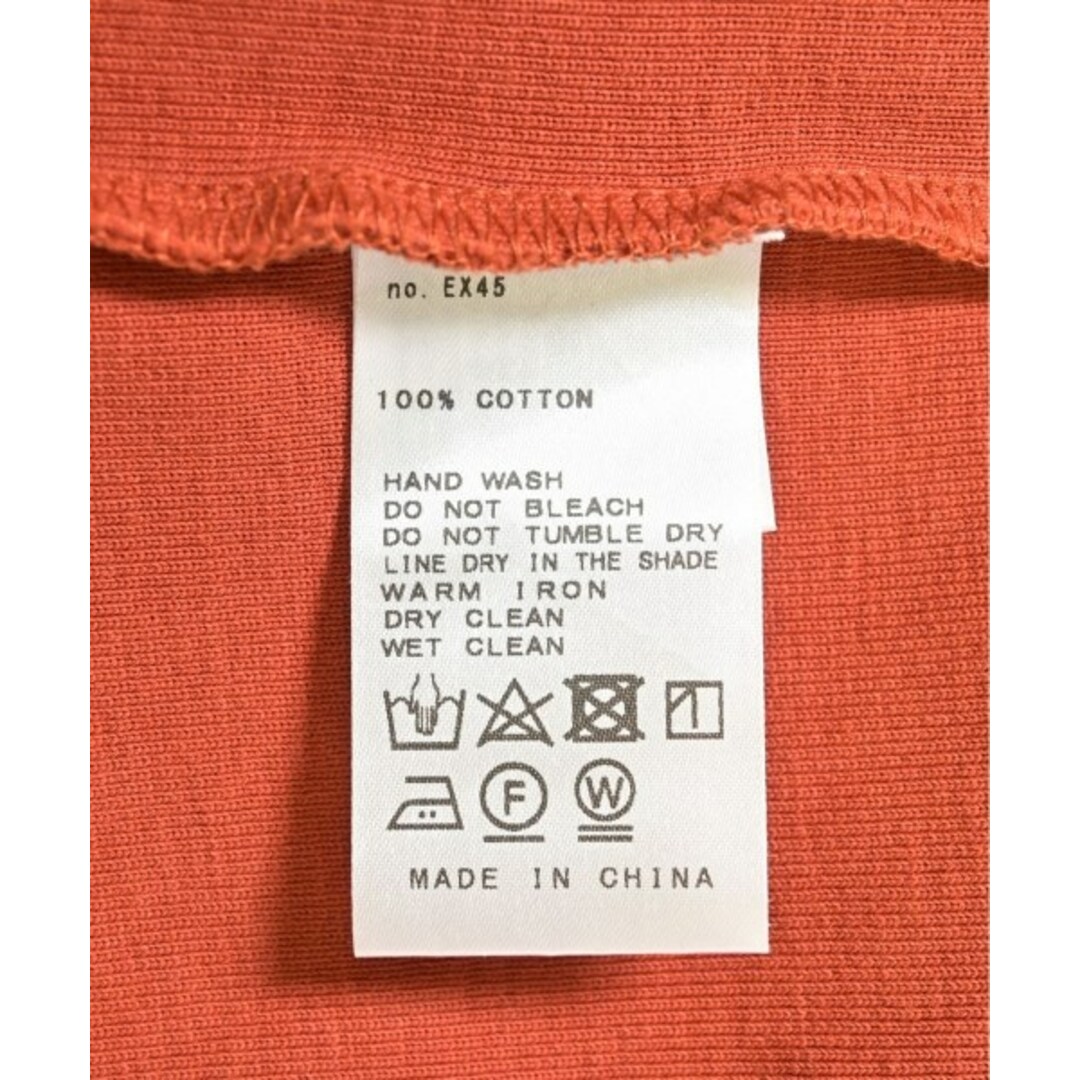 no. EX45
100% COTTON
HAND WASH
DO NOT BLEACH
DO NOT TUMBLE DRY
LINE DRY IN THE SHADE
WARM IRON
DRY CLEAN
WET CLEAN
F W
MADE IN CHINA